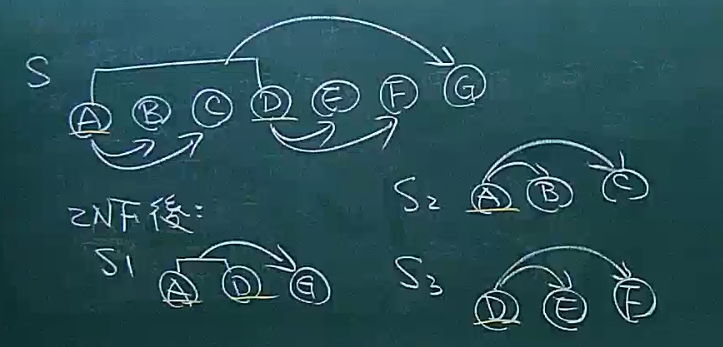 S
A B C D E F G
2NF後:
S1 A D G
S2 A B C
S3 D E F